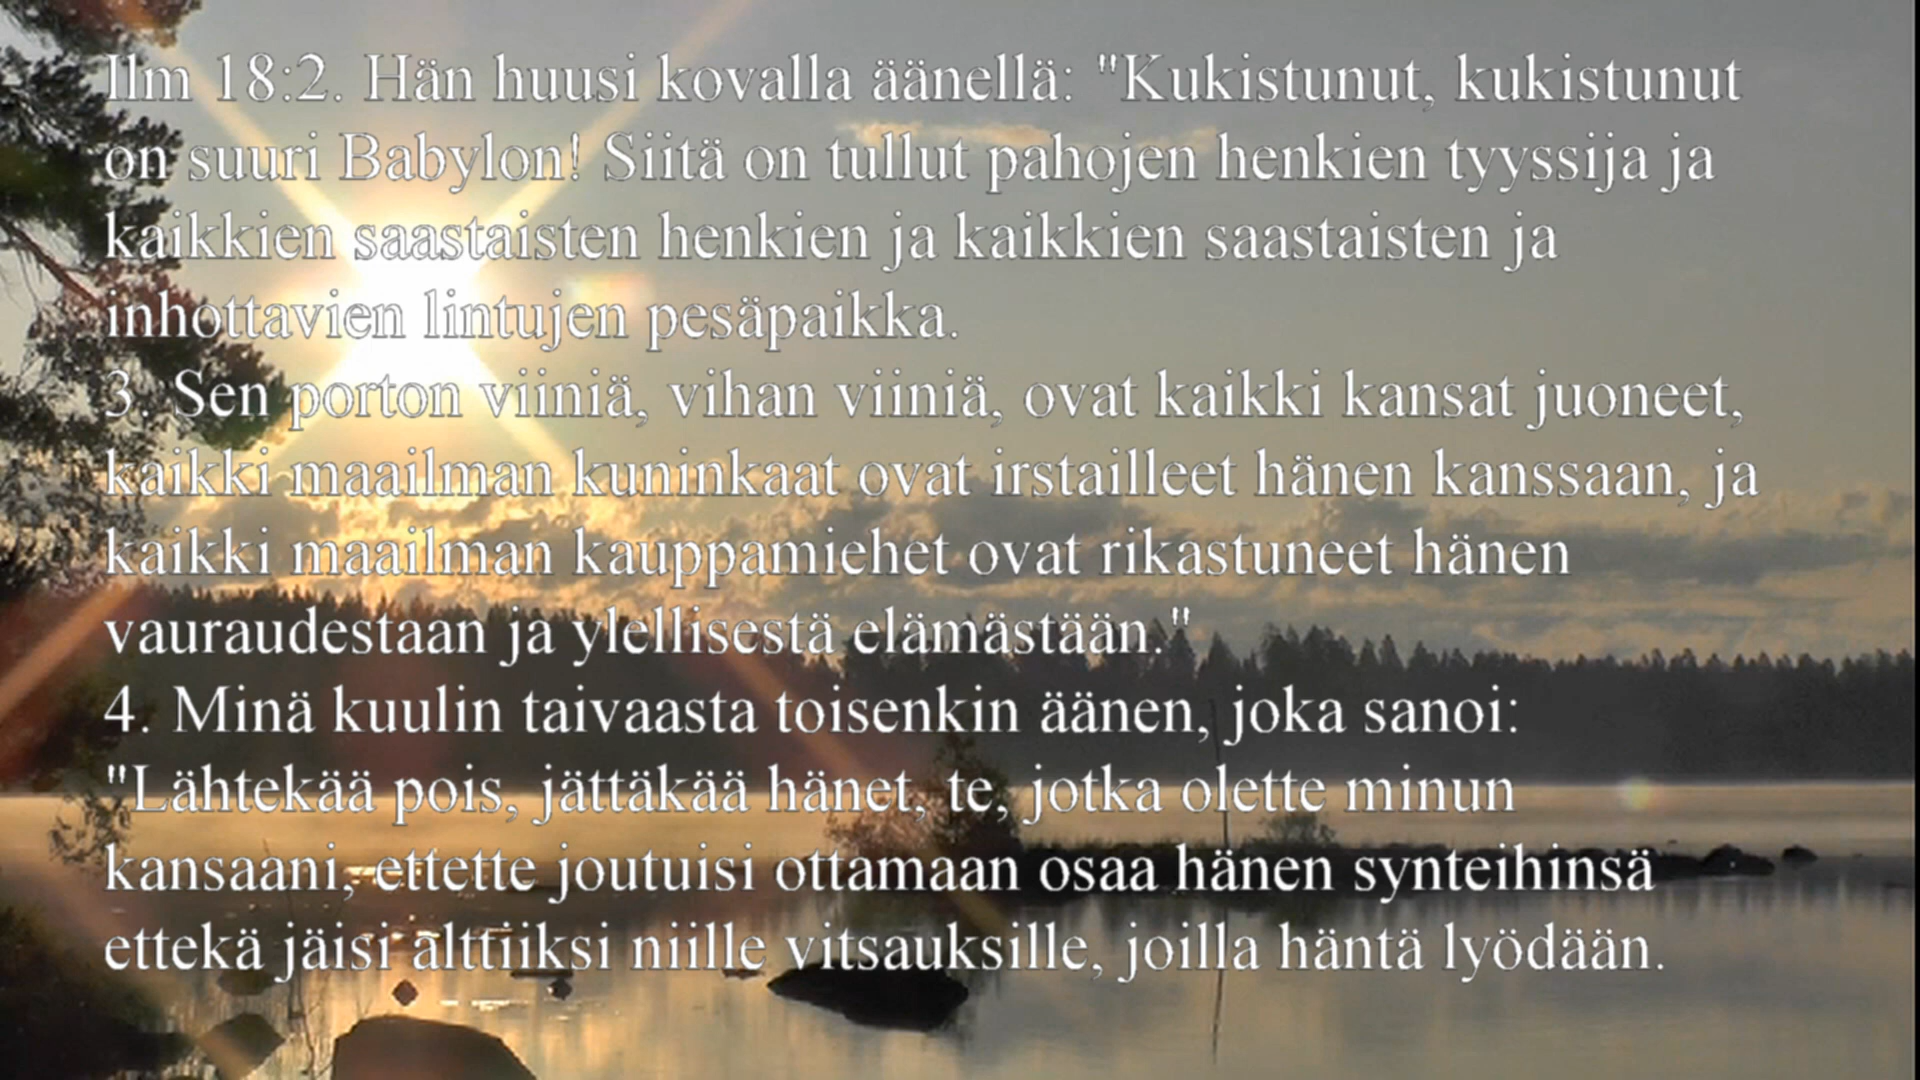 Ilm 18:2. Hän huusi kovalla äänellä: "Kukistunut, kukistunut
on suuri Babylon! Siitä on tullut pahojen henkien tyyssija ja
kaikkien saastaisten henkien ja kaikkien saastaisten ja
inhottavien lintujen pesäpaikka.
3. Sen porton viiniä, vihan viiniä, ovat kaikki kansat juoneet,
kaikki maailman kuninkaat ovat irstailleet hänen kanssaan, ja
kaikki maailman kauppamiehet ovat rikastuneet hänen
vauraudestaan ja ylellisestä elämästään."
4. Minä kuulin taivaasta toisenkin äänen, joka sanoi:
"Lähtekää pois, jättäkää hänet, te, jotka olette minun
kansaani, ettette joutuisi ottamaan osaa hänen synteihinsä
ettekä jäisi alttiiksi niille vitsauksille, joilla häntä lyödään.